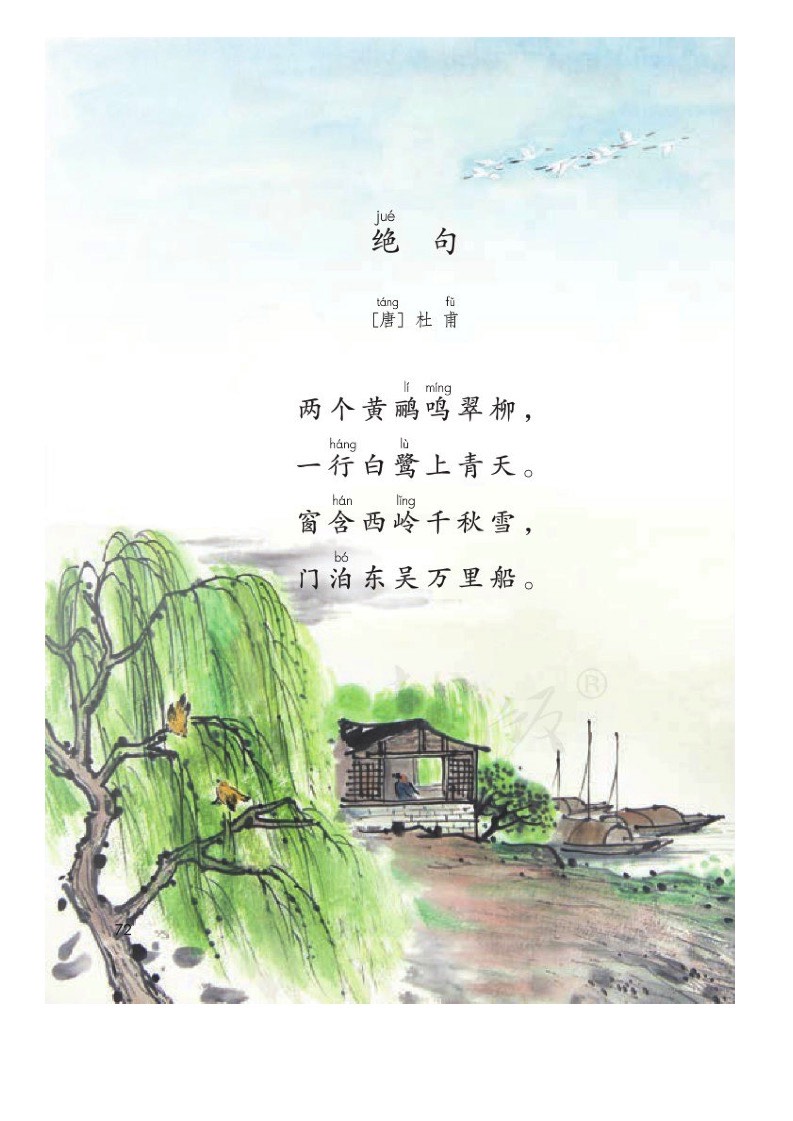 jué
绝 句
táng fǔ
[唐] 杜 甫
lí míng
两个黄鹂鸣翠柳，
háng lù
一行白鹭上青天。
hán lǐng
窗含西岭千秋雪，
bó
门泊东吴万里船。
版®
72